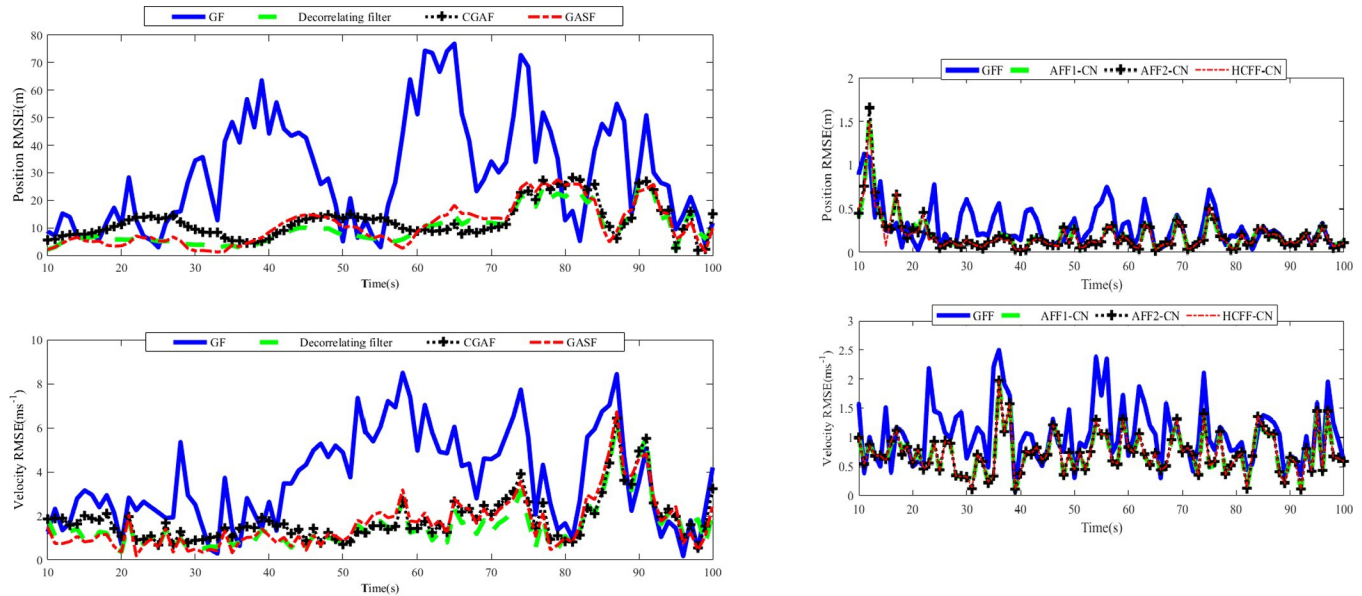 GF Decorrelating filter CGAF GASF
Position RMSE(m)
80
70
60
50
40
30
20
10
0
10 20 30 40 50 60 70 80 90 100
Time(s)
GF Decorrelating filter CGAF GASF
Velocity RMSE(ms⁻¹)
10
8
6
4
2
0
10 20 30 40 50 60 70 80 90 100
Time(s)
GFF AFF1-CN AFF2-CN HCFF-CN
Position RMSE(m)
2
1.5
1
0.5
0
10 20 30 40 50 60 70 80 90 100
Time(s)
GFF AFF1-CN AFF2-CN HCFF-CN
Velocity RMSE(ms⁻¹)
3
2.5
2
1.5
1
0.5
0
10 20 30 40 50 60 70 80 90 100
Time(s)